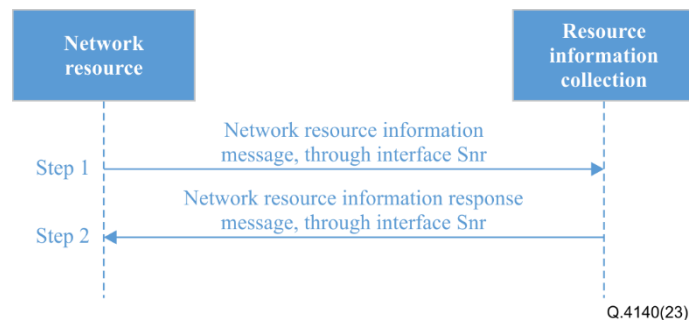 Network
resource
Resource
information
collection
Network resource information
message, through interface Snr
Step 1
Network resource information response
message, through interface Snr
Step 2
Q.4140(23)